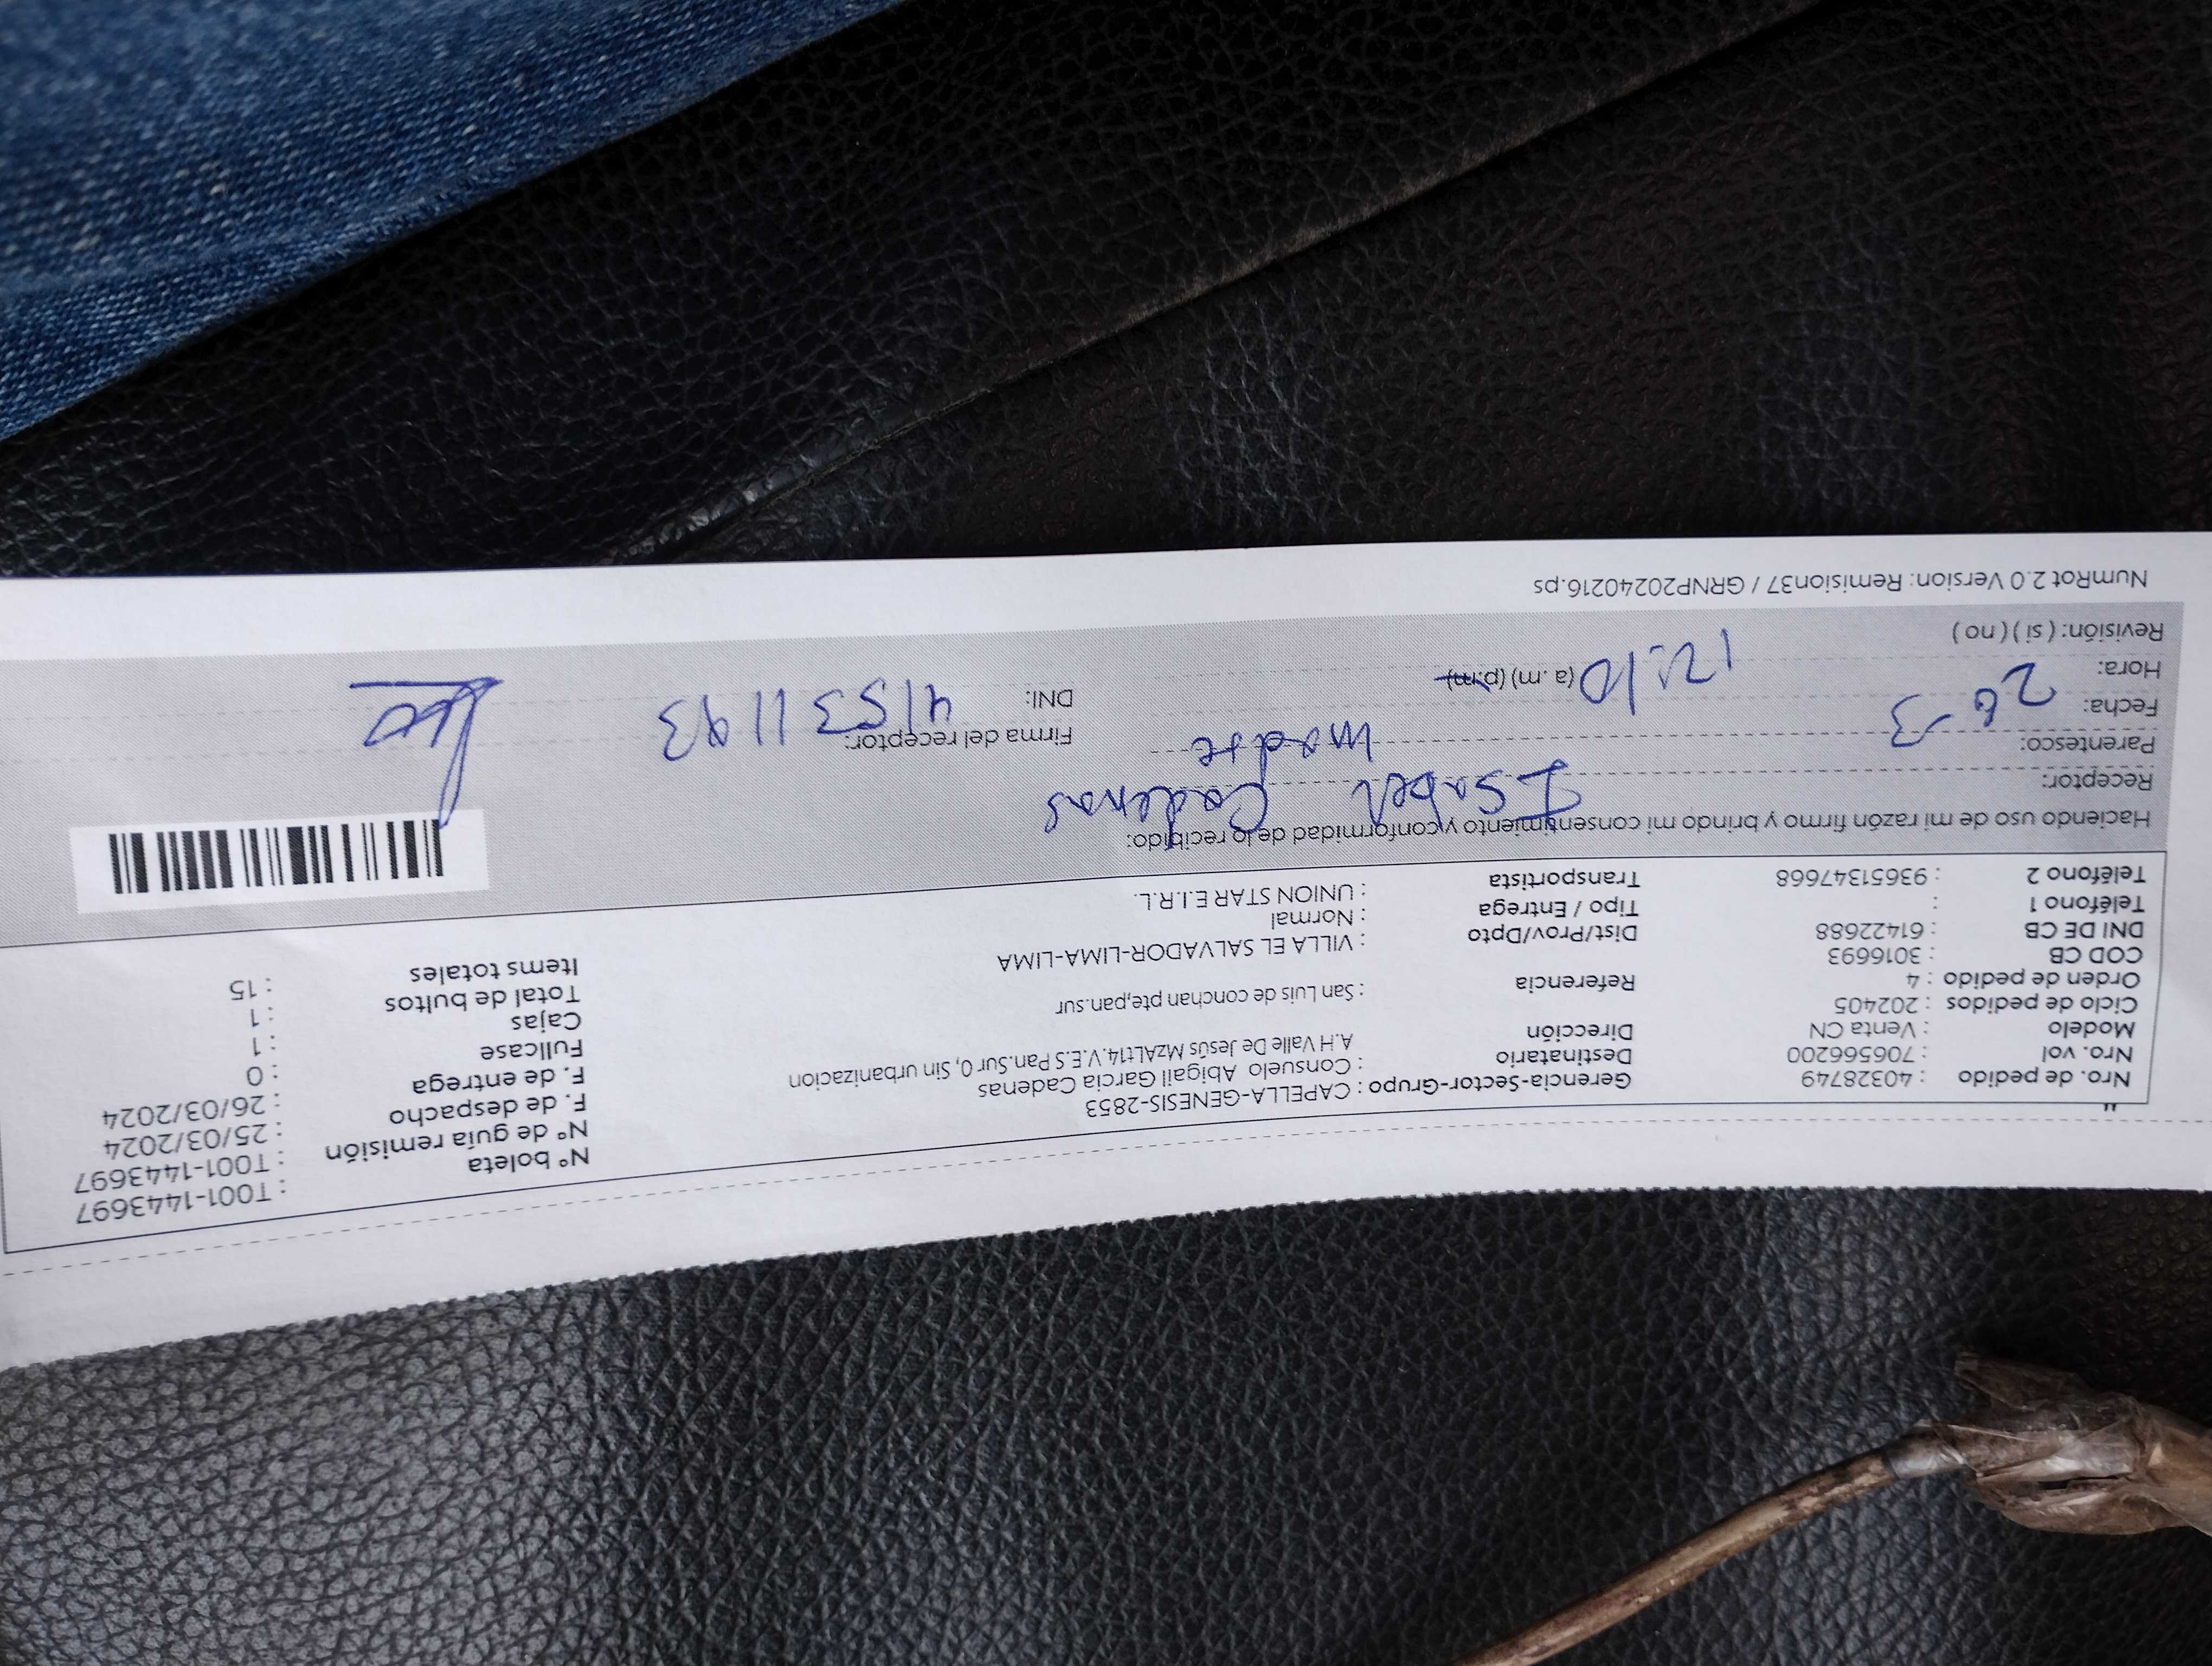 Nro. de pedido : 40328749
Nro. vol : 706566200
Modelo : Venta CN
Ciclo de pedidos : 202405
Orden de pedido : 4
COD CB : 3016693
DNI DE CB : 61422688
Teléfono 1 :
Teléfono 2 : 93651347668
Gerencia-Sector-Grupo : CAPELLA-GENESIS-2853
Destinatario : Consuelo Abigail Garcia Cadenas
Dirección A.H Valle De Jesús MzALt14.V.E.S Pan.Sur 0, Sin urbanizacion
Referencia : San Luis de conchan pte,pan.sur
Dist/Prov/Dpto : VILLA EL SALVADOR-LIMA-LIMA
Tipo / Entrega : Normal
Transportista : UNION STAR E.I.R.L.
N° boleta : T001-1443697
N° de guía remisión : T001-1443697
F. de despacho : 25/03/2024
F. de entrega : 26/03/2024
Fullcase : 0
Cajas : 1
Total de bultos : 1
Items totales : 15
Haciendo uso de mi razón firmo y brindo mi consentimiento y conformidad de lo recibido:
Receptor: Isabel Cadenas
Parentesco: madre
Firma del receptor:
Fecha: 26-3
DNI: 41531193
Hora: 12:10 (a.m) (p.m)
Revisión: ( si ) ( no )
NumRot 2.0 Version: Remision37 / GRNP20240216.ps